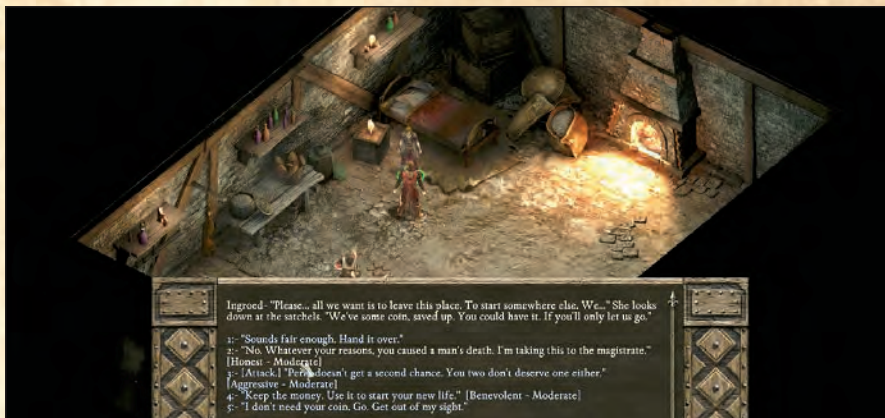 Ingroed- "Please... all we want is to leave this place. To start somewhere else. We..." She looks
down at the satchels. "We've some coin, saved up. You could have it. If you'll only let us go."
1:- "Sounds fair enough. Hand it over."
2:- "No. Whatever your reasons, you caused a man's death. I'm taking this to the magistrate."
[Honest - Moderate]
3:- [Attack.] doesn't get a second chance. You two don't deserve one either."
[Aggressive - Moderate]
4:- "Keep the money. Use it to start your new life." [Benevolent - Moderate]
5:- "I don't need your coin. Go. Get out of my sight."